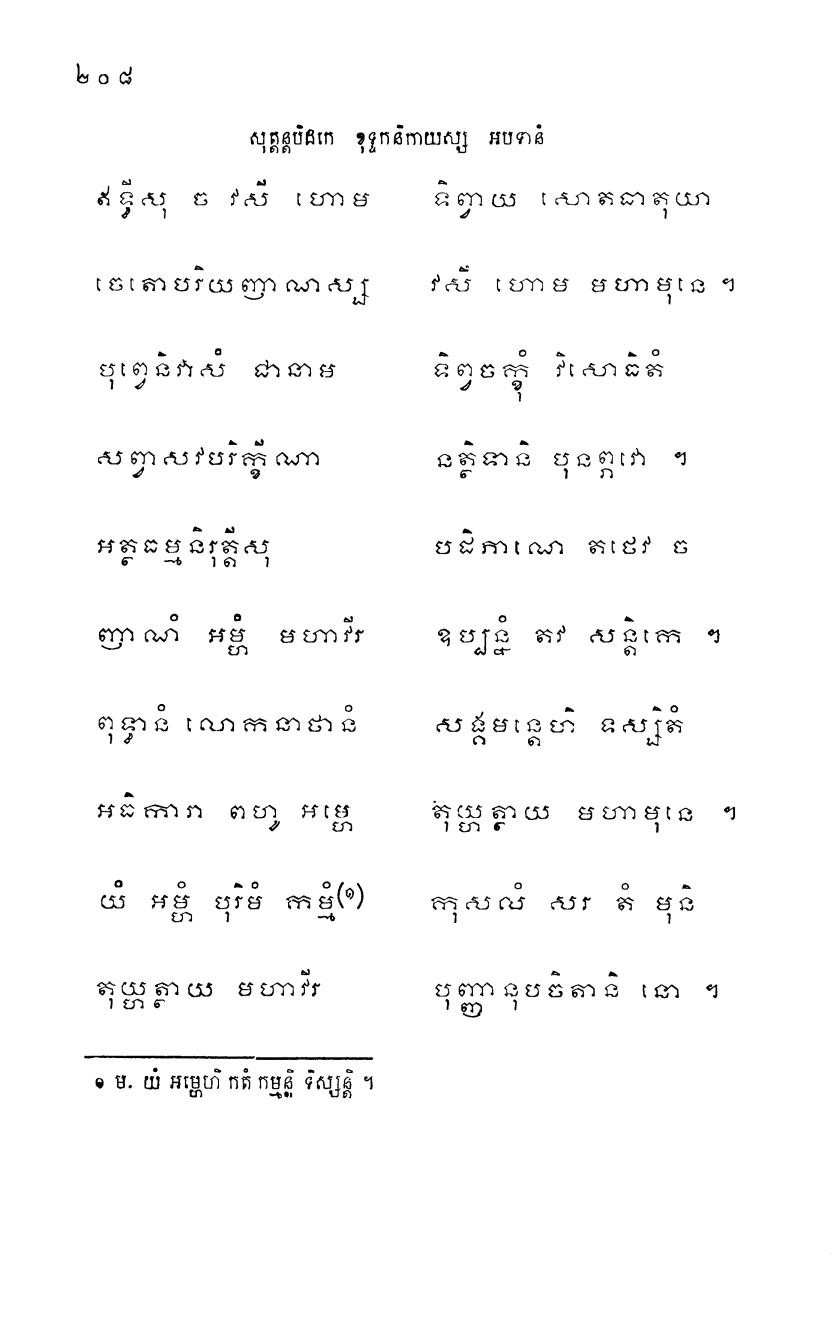 ២០៨
សុត្តន្តបិដកេ ខុទ្ទកនិកាយស្ស អបទានំ
ឥទ្ធីសុ ច វសី ហោម ទិព្វាយ សោតធាតុយា
ចេតោបរិយញាណស្ស វសី ហោម មហាមុនេ ។
បុព្វេនិវាសំ ជានាម ទិព្វចក្ខុំ វិសោធិតំ
សព្វាសវបរិក្ខីណា នត្ថិទានិ បុនព្ភវោ ។
អត្ថធម្មនិរុត្តីសុ បដិភាណេ តថេវ ច
ញាណំ អម្ហំ មហាវីរ ឧប្បន្នំ តវ សន្តិកេ ។
ពុទ្ធានំ លោកនាថានំ សង្គមន្តេហិ ទស្សិតំ
អធិការា ពហូ អម្ហេ តុយ្ហត្ថាយ មហាមុនេ ។
យំ អម្ហំ បុរិមំ កម្មំ(១) កុសលំ សរ តំ មុនិ
តុយ្ហត្ថាយ មហាវីរ បុញ្ញានុបចិតានិ នោ ។
១ ម. យំ អម្ហេហិ កតំ កម្មន្តិ ទិស្សន្តិ ។